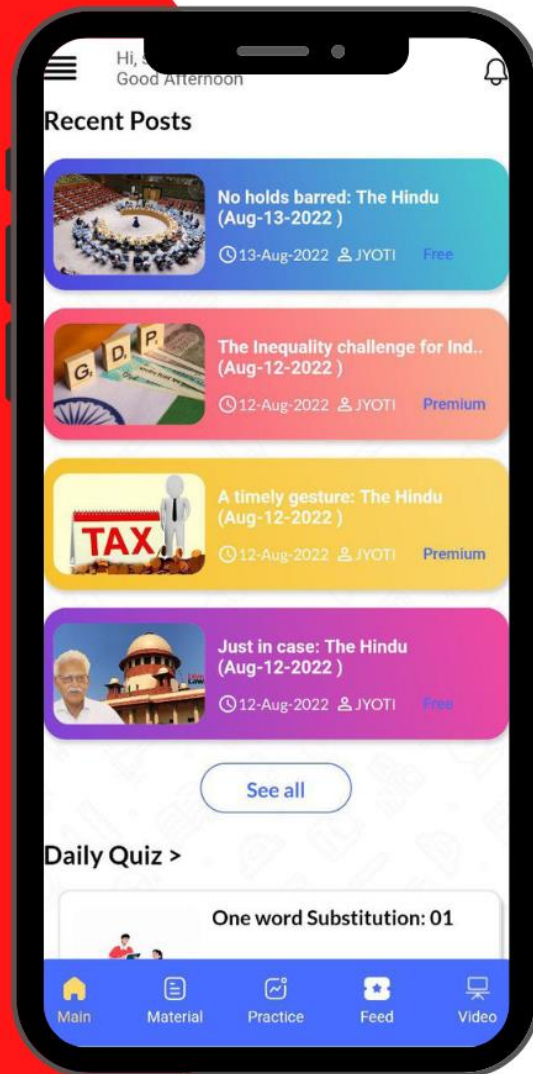 Hi, s
Good Afternoon
Recent Posts
No holds barred: The Hindu
(Aug-13-2022 )
13-Aug-2022 JYOTI Free
G D P
The Inequality challenge for Ind..
(Aug-12-2022 )
12-Aug-2022 JYOTI Premium
TAX
A timely gesture: The Hindu
(Aug-12-2022 )
12-Aug-2022 JYOTI Premium
Just in case: The Hindu
(Aug-12-2022 )
12-Aug-2022 JYOTI Free
See all
Daily Quiz >
One word Substitution: 01
Main Material Practice Feed Video